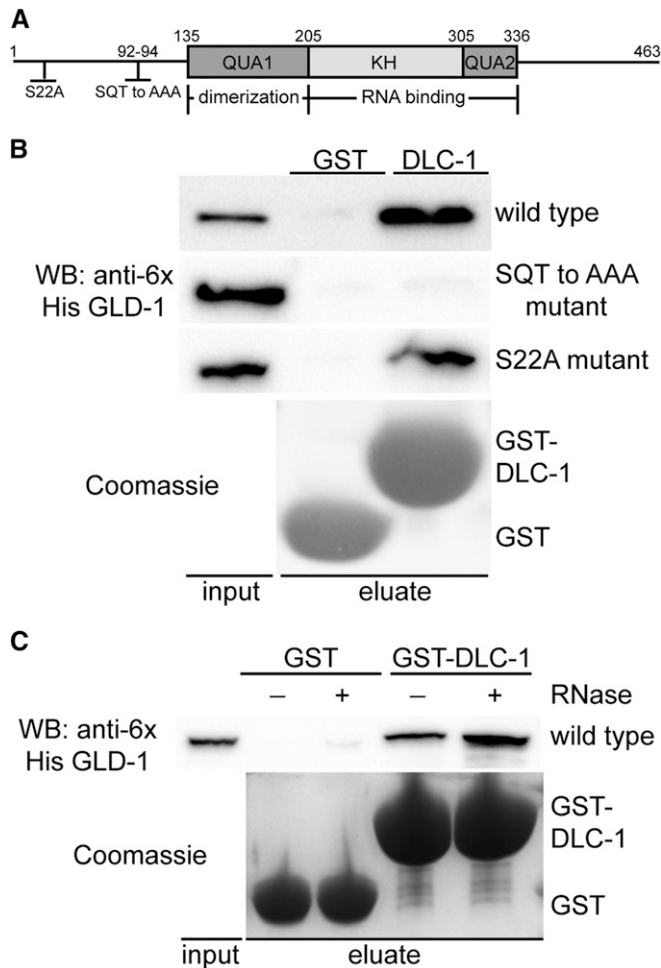 A
1 92-94 135 205 305 336 463
QUA1 KH QUA2
S22A SQT to AAA dimerization RNA binding
B
GST DLC-1
wild type
WB: anti-6x
His GLD-1
SQT to AAA
mutant
S22A mutant
Coomassie
GST-
DLC-1
GST
input eluate
C
GST GST-DLC-1
– + – + RNase
WB: anti-6x
His GLD-1
wild type
Coomassie
GST-
DLC-1
GST
input eluate